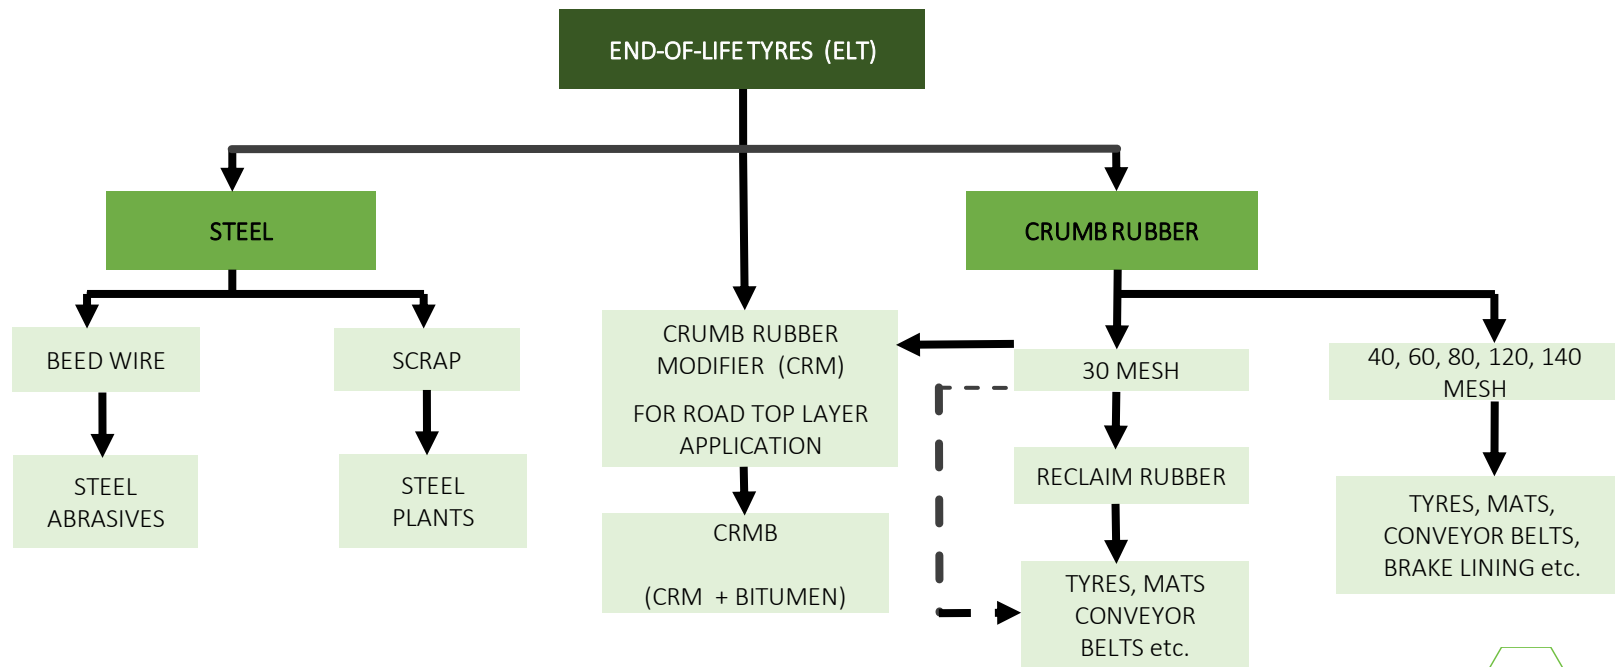 END-OF-LIFE TYRES (ELT)
STEEL
CRUMB RUBBER
BEED WIRE
SCRAP
CRUMB RUBBER
MODIFIER (CRM)
FOR ROAD TOP LAYER
APPLICATION
30 MESH
40, 60, 80, 120, 140
MESH
STEEL
ABRASIVES
STEEL
PLANTS
CRMB
(CRM + BITUMEN)
RECLAIM RUBBER
TYRES, MATS
CONVEYOR
BELTS etc.
TYRES, MATS,
CONVEYOR BELTS,
BRAKE LINING etc.